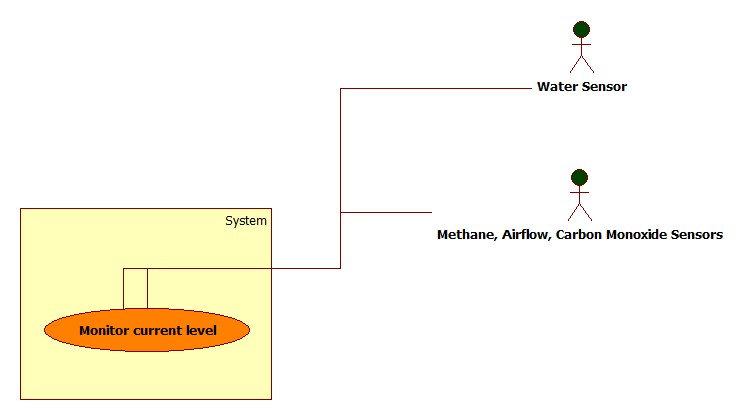 Water Sensor
Methane, Airflow, Carbon Monoxide Sensors
System
Monitor current level